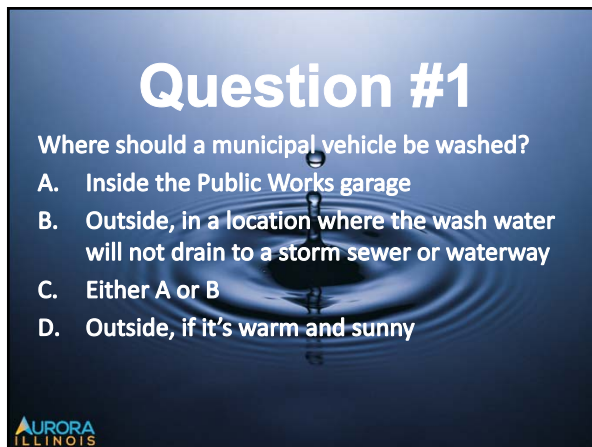 Question #1
Where should a municipal vehicle be washed?
A. Inside the Public Works garage
B. Outside, in a location where the wash water
will not drain to a storm sewer or waterway
C. Either A or B
D. Outside, if it's warm and sunny
AURORA
ILLINOIS